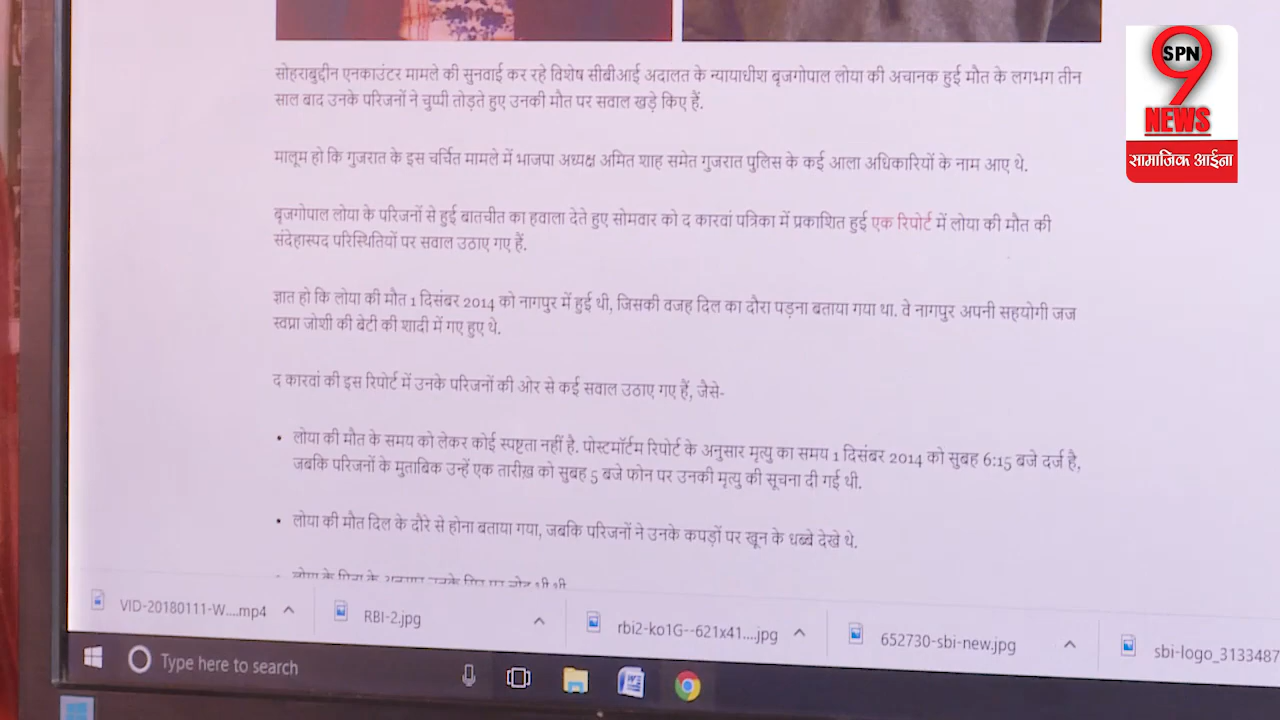 सोहराबुद्दीन एनकाउंटर मामले की सुनवाई कर रहे विशेष सीबीआई अदालत के न्यायाधीश बृजगोपाल लोया की अचानक हुई मौत के लगभग तीन
साल बाद उनके परिजनों ने चुप्पी तोड़ते हुए उनकी मौत पर सवाल खड़े किए हैं.
मालूम हो कि गुजरात के इस चर्चित मामले में भाजपा अध्यक्ष अमित शाह समेत गुजरात पुलिस के कई आला अधिकारियों के नाम आए थे.
बृजगोपाल लोया के परिजनों से हुई बातचीत का हवाला देते हुए सोमवार को द कारवां पत्रिका में प्रकाशित हुई एक रिपोर्ट में लोया की मौत की
संदेहास्पद परिस्थितियों पर सवाल उठाए गए हैं.
ज्ञात हो कि लोया की मौत 1 दिसंबर 2014 को नागपुर में हुई थी, जिसकी वजह दिल का दौरा पड़ना बताया गया था. वे नागपुर अपनी सहयोगी जज
स्वप्ना जोशी की बेटी की शादी में गए हुए थे.
द कारवां की इस रिपोर्ट में उनके परिजनों की ओर से कई सवाल उठाए गए हैं, जैसे-
• लोया की मौत के समय को लेकर कोई स्पष्टता नहीं है. पोस्टमॉर्टम रिपोर्ट के अनुसार मृत्यु का समय 1 दिसंबर 2014 को सुबह 6:15 बजे दर्ज है,
जबकि परिजनों के मुताबिक उन्हें एक तारीख़ को सुबह 5 बजे फोन पर उनकी मृत्यु की सूचना दी गई थी.
• लोया की मौत दिल के दौरे से होना बताया गया, जबकि परिजनों ने उनके कपड़ों पर खून के धब्बे देखे थे.
VID-20180111-W....mp4
RBI-2.jpg
rbi2-ko1G--621x41....jpg
652730-sbi-new.jpg
sbi-logo_3133487
Type here to search
SPN
9
NEWS
सामाजिक आईना